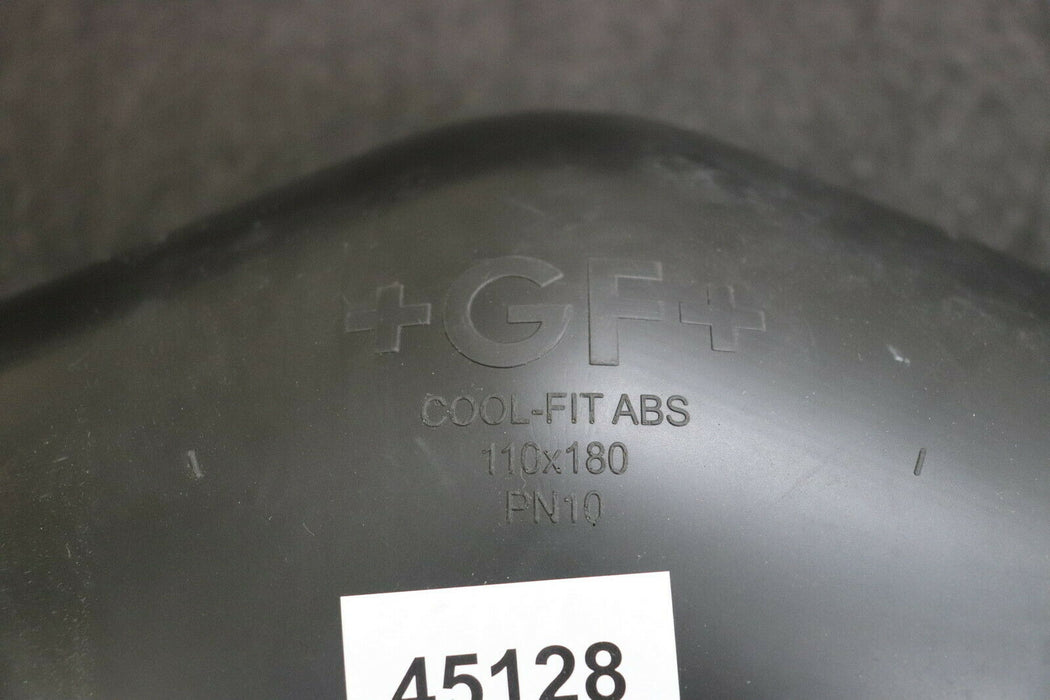 +GF+
COOL-FIT ABS
110x180
PN10
45128